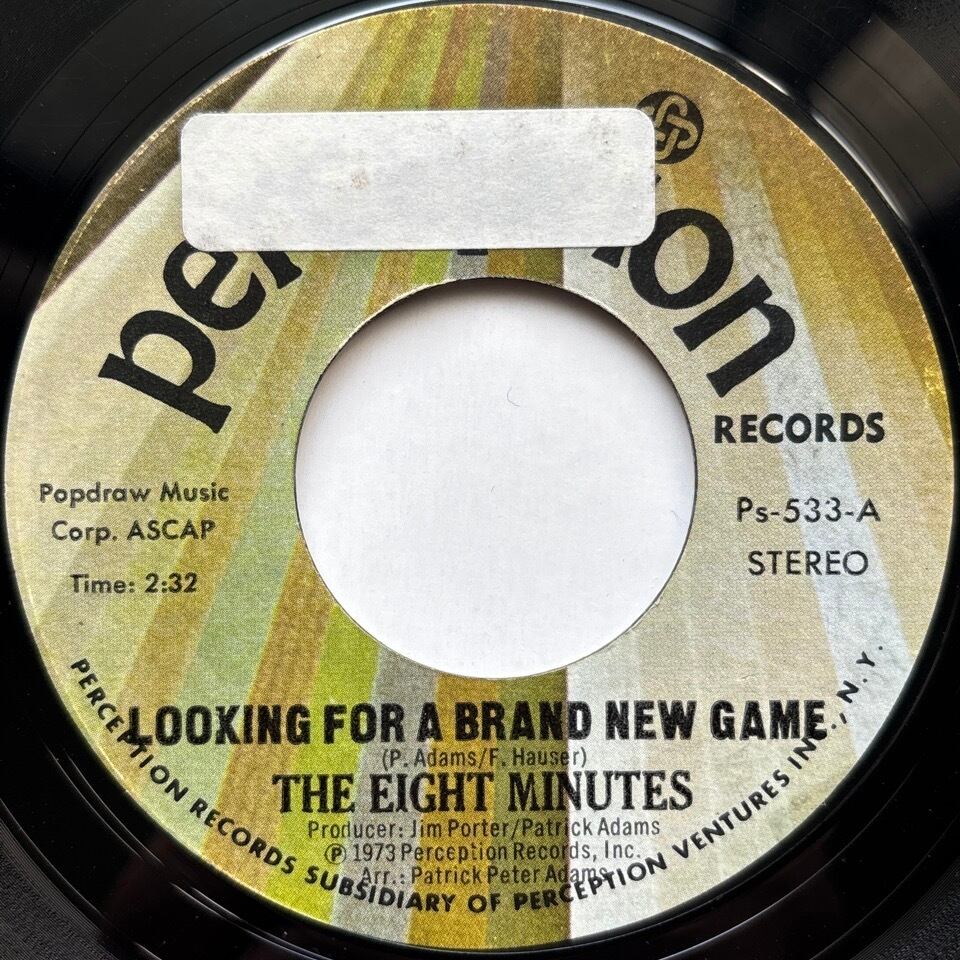 per ion
RECORDS
Popdraw Music
Corp. ASCAP
Time: 2:32
Ps-533-A
STEREO
LOOKING FOR A BRAND NEW GAME
(P. Adams/F. Hauser)
THE EIGHT MINUTES
Producer: Jim Porter/Patrick Adams
℗ 1973 Perception Records, Inc.
Arr.: Patrick Peter Adams
PERCEPTION RECORDS SUBSIDIARY OF PERCEPTION VENTURES INC., N.Y.